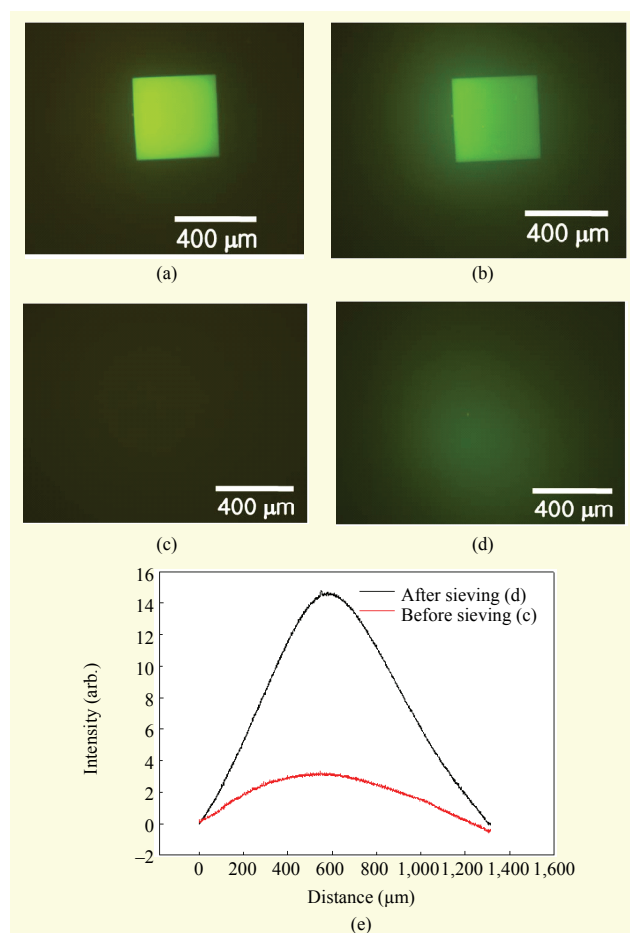 400 μm
400 μm
(a)
(b)
400 μm
400 μm
(c)
(d)
16
After sieving (d)
14
Before sieving (c)
12
10
8
6
4
2
0
–2
Intensity (arb.)
0 200 400 600 800 1,000 1,200 1,400 1,600
Distance (μm)
(e)